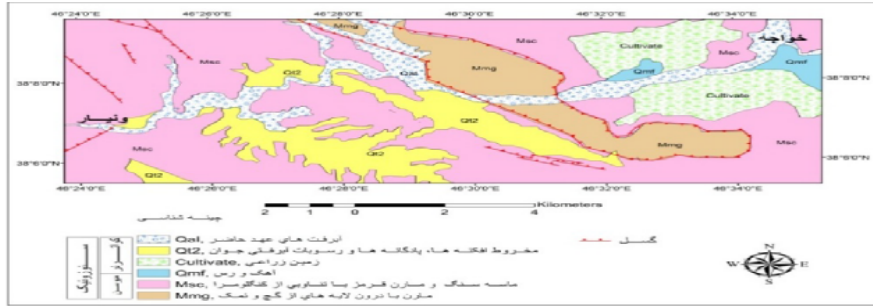 46°24'0"E 46°26'0"E 46°28'0"E 46°30'0"E 46°32'0"E 46°34'0"E
Mmg Cultivate Msc خواجه
Msc Qt2 Qal Mmg Qmf Qmf
38°8'0"N 38°8'0"N
Cultivate
ونیار Qt2
Msc Qt2 Mmg Msc
38°6'0"N 38°6'0"N
Qt2
46°24'0"E 46°26'0"E 46°28'0"E 46°30'0"E 46°32'0"E 46°34'0"E
Kilometers
2 1 0 2 4
چینه شناسی
Qal, آبرفت های عهد حاضر
گسل
Qt2, مخروط افکنه ها، پادگانه ها و رسوبات آبرفتی جوان
Cultivate, زمین زراعی
Qmf, آهک و رس
Msc, ماسه سنگ و مارن قرمز با تناوبی از کنگلومرا
Mmg, مارن با درون لایه های از گچ و نمک
N
W E
S